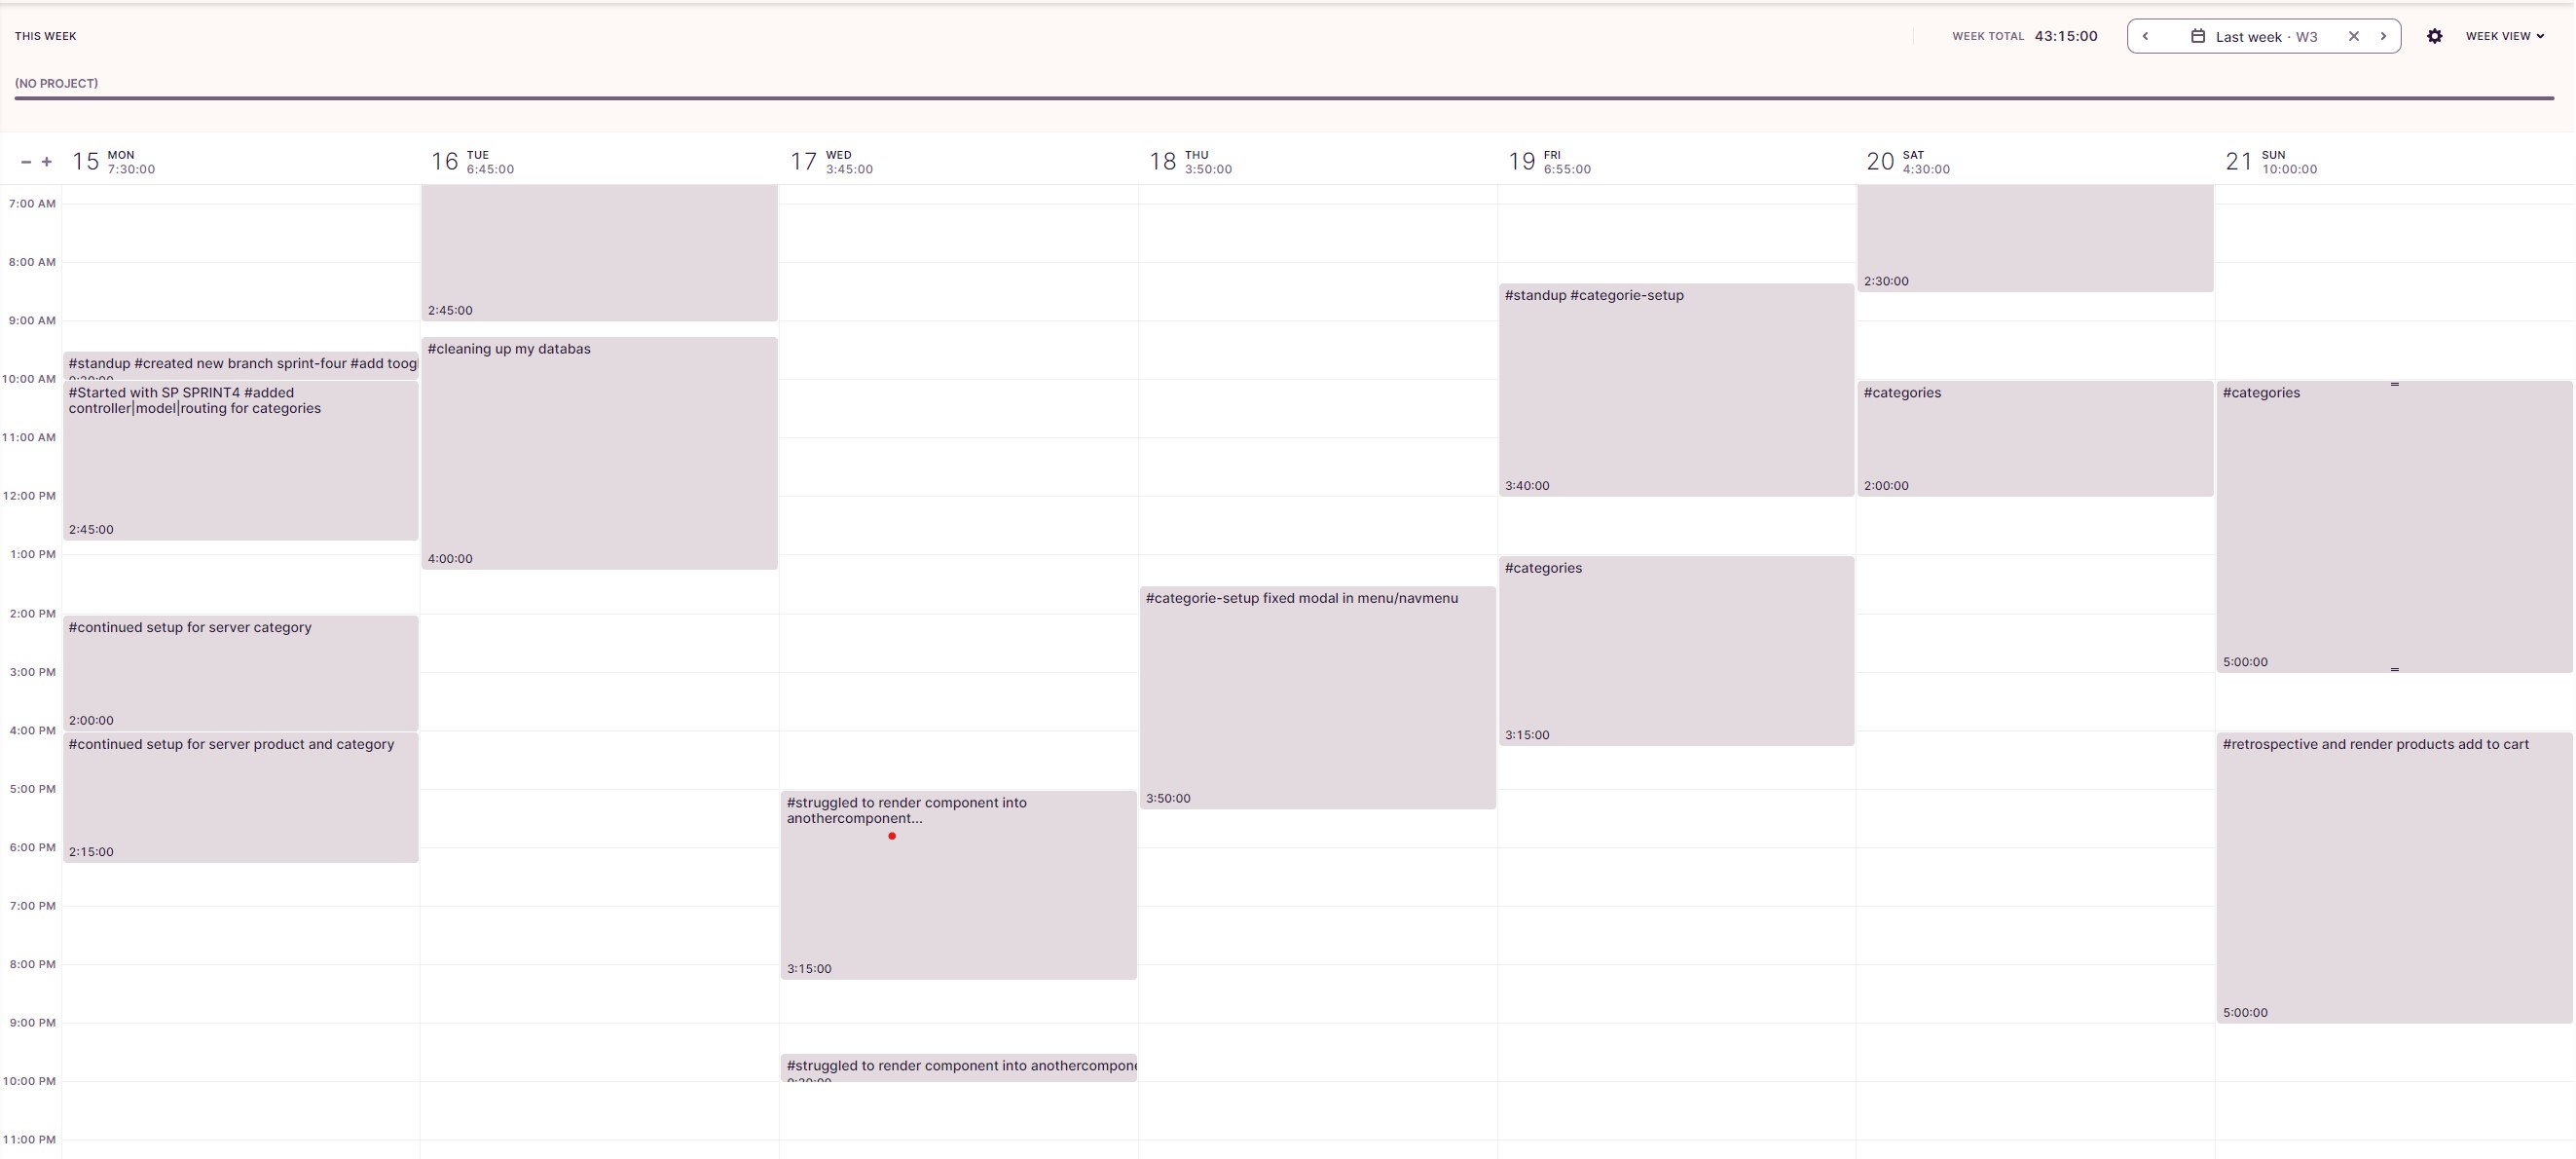 THIS WEEK
WEEK TOTAL 43:15:00
Last week · W3
WEEK VIEW
(NO PROJECT)
15 MON 7:30:00
16 TUE 6:45:00
17 WED 3:45:00
18 THU 3:50:00
19 FRI 6:55:00
20 SAT 4:30:00
21 SUN 10:00:00
7:00 AM
8:00 AM
9:00 AM
10:00 AM
11:00 AM
12:00 PM
1:00 PM
2:00 PM
3:00 PM
4:00 PM
5:00 PM
6:00 PM
7:00 PM
8:00 PM
9:00 PM
10:00 PM
11:00 PM
#standup #created new branch sprint-four #add toog
0:30:00
#Started with SP SPRINT4 #added
controller|model|routing for categories
2:45:00
#continued setup for server category
2:00:00
#continued setup for server product and category
2:15:00
2:45:00
#cleaning up my databas
4:00:00
#struggled to render component into
anothercomponent...
3:15:00
#struggled to render component into anothercompone
0:30:00
#categorie-setup fixed modal in menu/navmenu
3:50:00
#standup #categorie-setup
3:40:00
#categories
3:15:00
2:30:00
#categories
2:00:00
#categories
5:00:00
#retrospective and render products add to cart
5:00:00